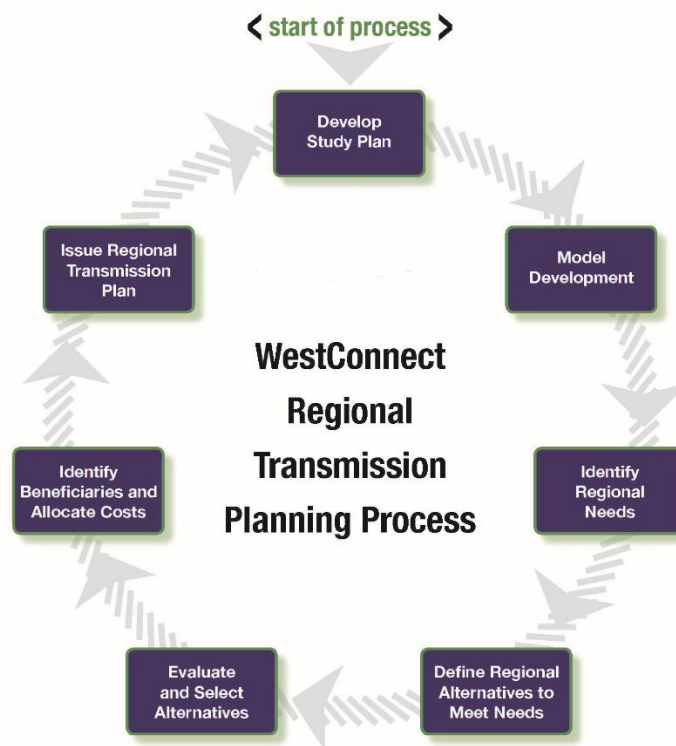 < start of process >
Develop
Study Plan
Model
Development
Identify
Regional
Needs
Define Regional
Alternatives to
Meet Needs
Evaluate
and Select
Alternatives
Identify
Beneficiaries and
Allocate Costs
Issue Regional
Transmission
Plan
WestConnect
Regional
Transmission
Planning Process